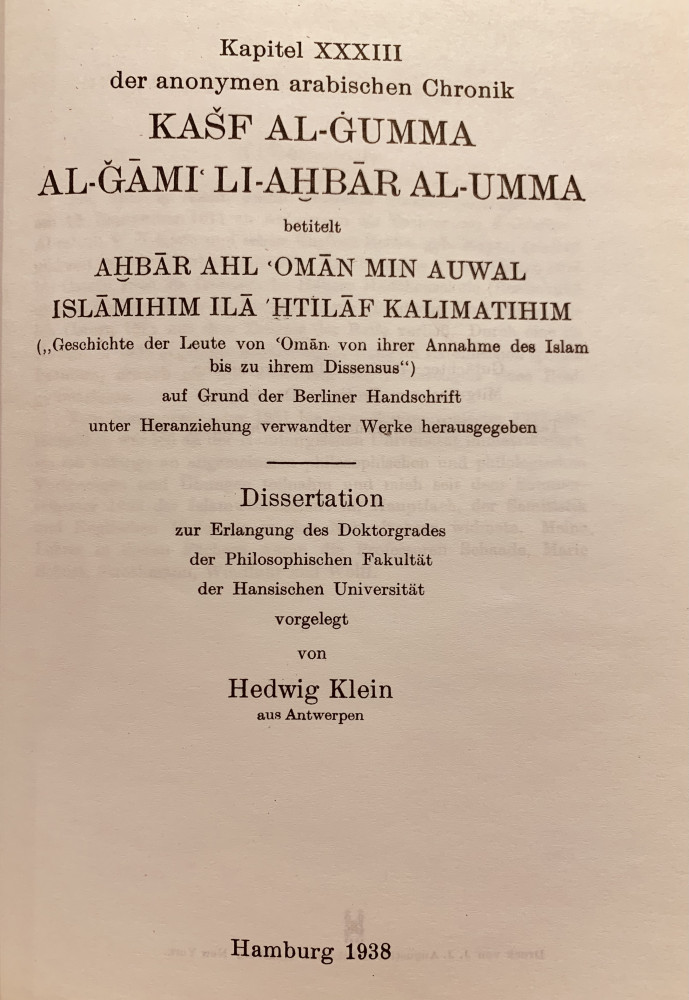 Kapitel XXXIII
der anonymen arabischen Chronik
KAŠF AL-ĠUMMA
AL-ǦĀMIʿ LI-AḪBĀR AL-UMMA
betitelt
AḪBĀR AHL ʿOMĀN MIN AUWAL
ISLĀMIHIM ILĀ ʾḪTILĀF KALIMATIHIM
(„Geschichte der Leute von ʿOmān von ihrer Annahme des Islam
bis zu ihrem Dissensus“)
auf Grund der Berliner Handschrift
unter Heranziehung verwandter Werke herausgegeben
Dissertation
zur Erlangung des Doktorgrades
der Philosophischen Fakultät
der Hansischen Universität
vorgelegt
von
Hedwig Klein
aus Antwerpen
Hamburg 1938